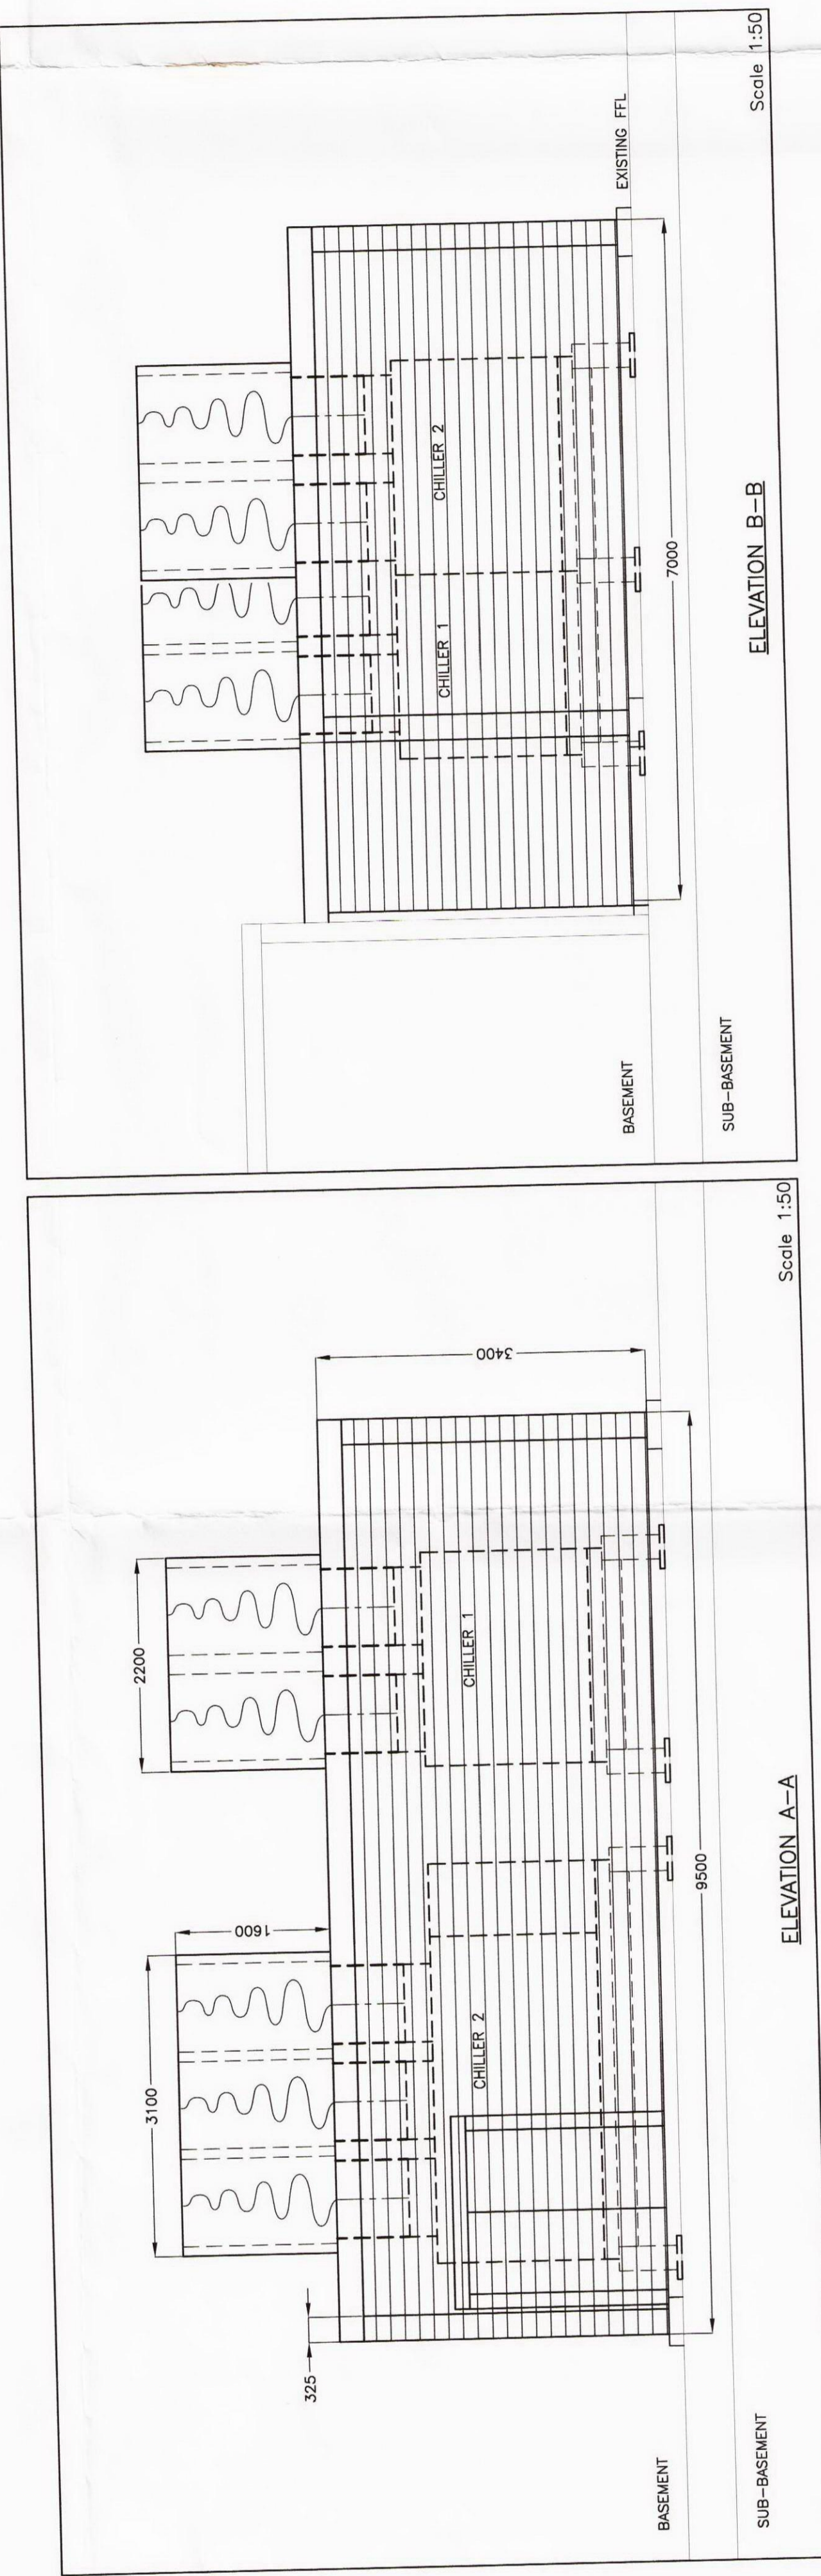 3100
1600
2200
3400
325
CHILLER 2
CHILLER 1
9500
BASEMENT
SUB-BASEMENT
ELEVATION A-A
Scale 1:50
CHILLER 1
CHILLER 2
EXISTING FFL
7000
BASEMENT
SUB-BASEMENT
ELEVATION B-B
Scale 1:50